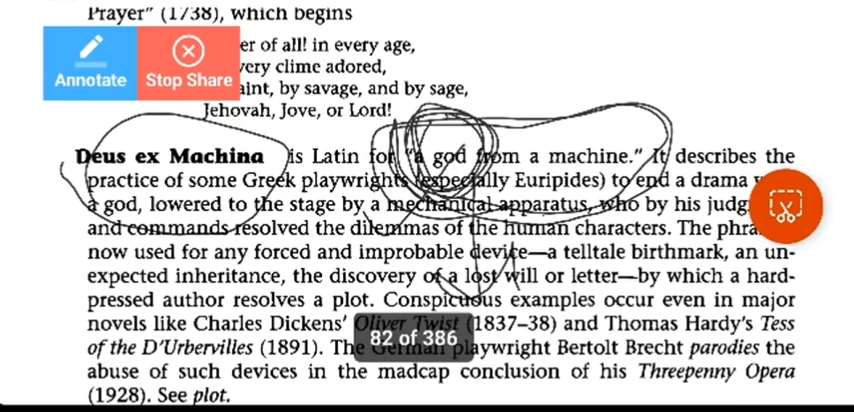 Prayer" (1738), which begins
er of all! in every age,
very clime adored,
Annotate Stop Share
aint, by savage, and by sage,
Jehovah, Jove, or Lord!
Deus ex Machina is Latin for "a god from a machine." It describes the
practice of some Greek playwrights (especially Euripides) to end a drama
a god, lowered to the stage by a mechanical apparatus, who by his judg
and commands resolved the dilemmas of the human characters. The phra
now used for any forced and improbable device—a telltale birthmark, an un-
expected inheritance, the discovery of a lost will or letter—by which a hard-
pressed author resolves a plot. Conspicuous examples occur even in major
novels like Charles Dickens' Oliver Twist (1837–38) and Thomas Hardy's Tess
82 of 386
of the D'Urbervilles (1891). The German playwright Bertolt Brecht parodies the
abuse of such devices in the madcap conclusion of his Threepenny Opera
(1928). See plot.